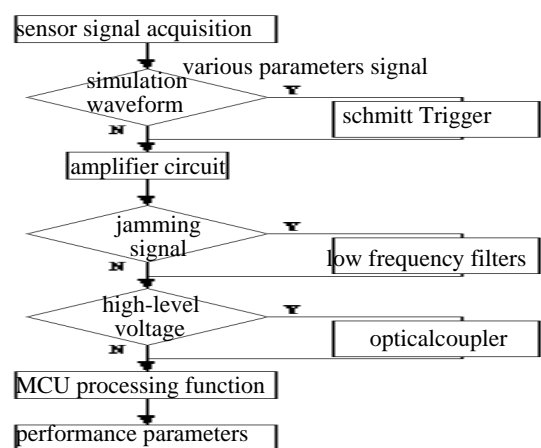 sensor signal acquisition
various parameters signal
simulation
waveform
Y
schmitt Trigger
N
amplifier circuit
jamming
signal
Y
low frequency filters
N
high-level
voltage
Y
opticalcoupler
N
MCU processing function
performance parameters